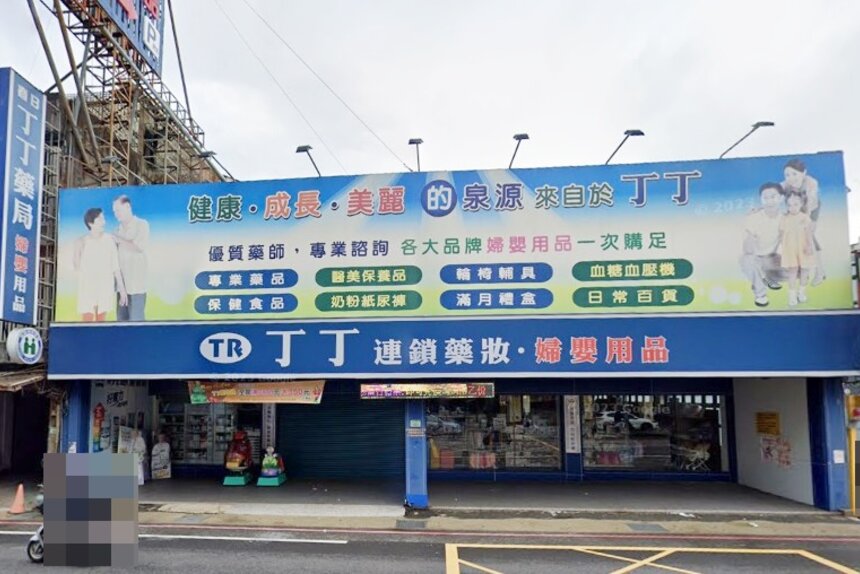 春日
丁丁藥局
婦嬰用品
健康·成長·美麗 的 泉源 來自於 丁丁
優質藥師，專業諮詢 各大品牌婦嬰用品一次購足
專業藥品
醫美保養品
輪椅輔具
血糖血壓機
保健食品
奶粉紙尿褲
滿月禮盒
日常百貨
TR 丁丁 連鎖藥妝·婦嬰用品